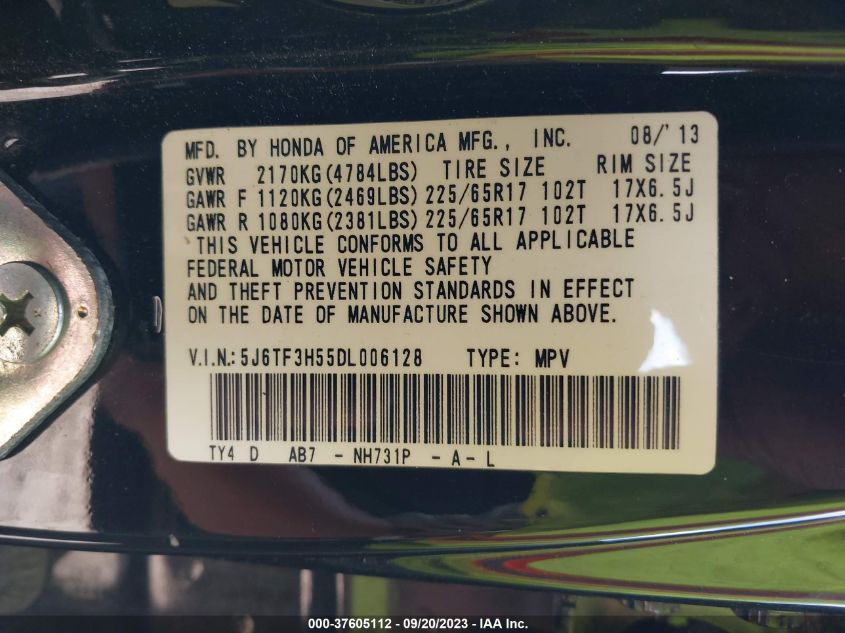 MFD. BY HONDA OF AMERICA MFG., INC. 08/'13
GVWR 2170KG(4784LBS) TIRE SIZE RIM SIZE
GAWR F 1120KG(2469LBS) 225/65R17 102T 17X6.5J
GAWR R 1080KG(2381LBS) 225/65R17 102T 17X6.5J
THIS VEHICLE CONFORMS TO ALL APPLICABLE
FEDERAL MOTOR VEHICLE SAFETY
AND THEFT PREVENTION STANDARDS IN EFFECT
ON THE DATE OF MANUFACTURE SHOWN ABOVE.
V.I.N.:5J6TF3H55DL006128 TYPE: MPV
TY4 D AB7 - NH731P - A - L
000-37605112 - 09/20/2023 - IAA Inc.